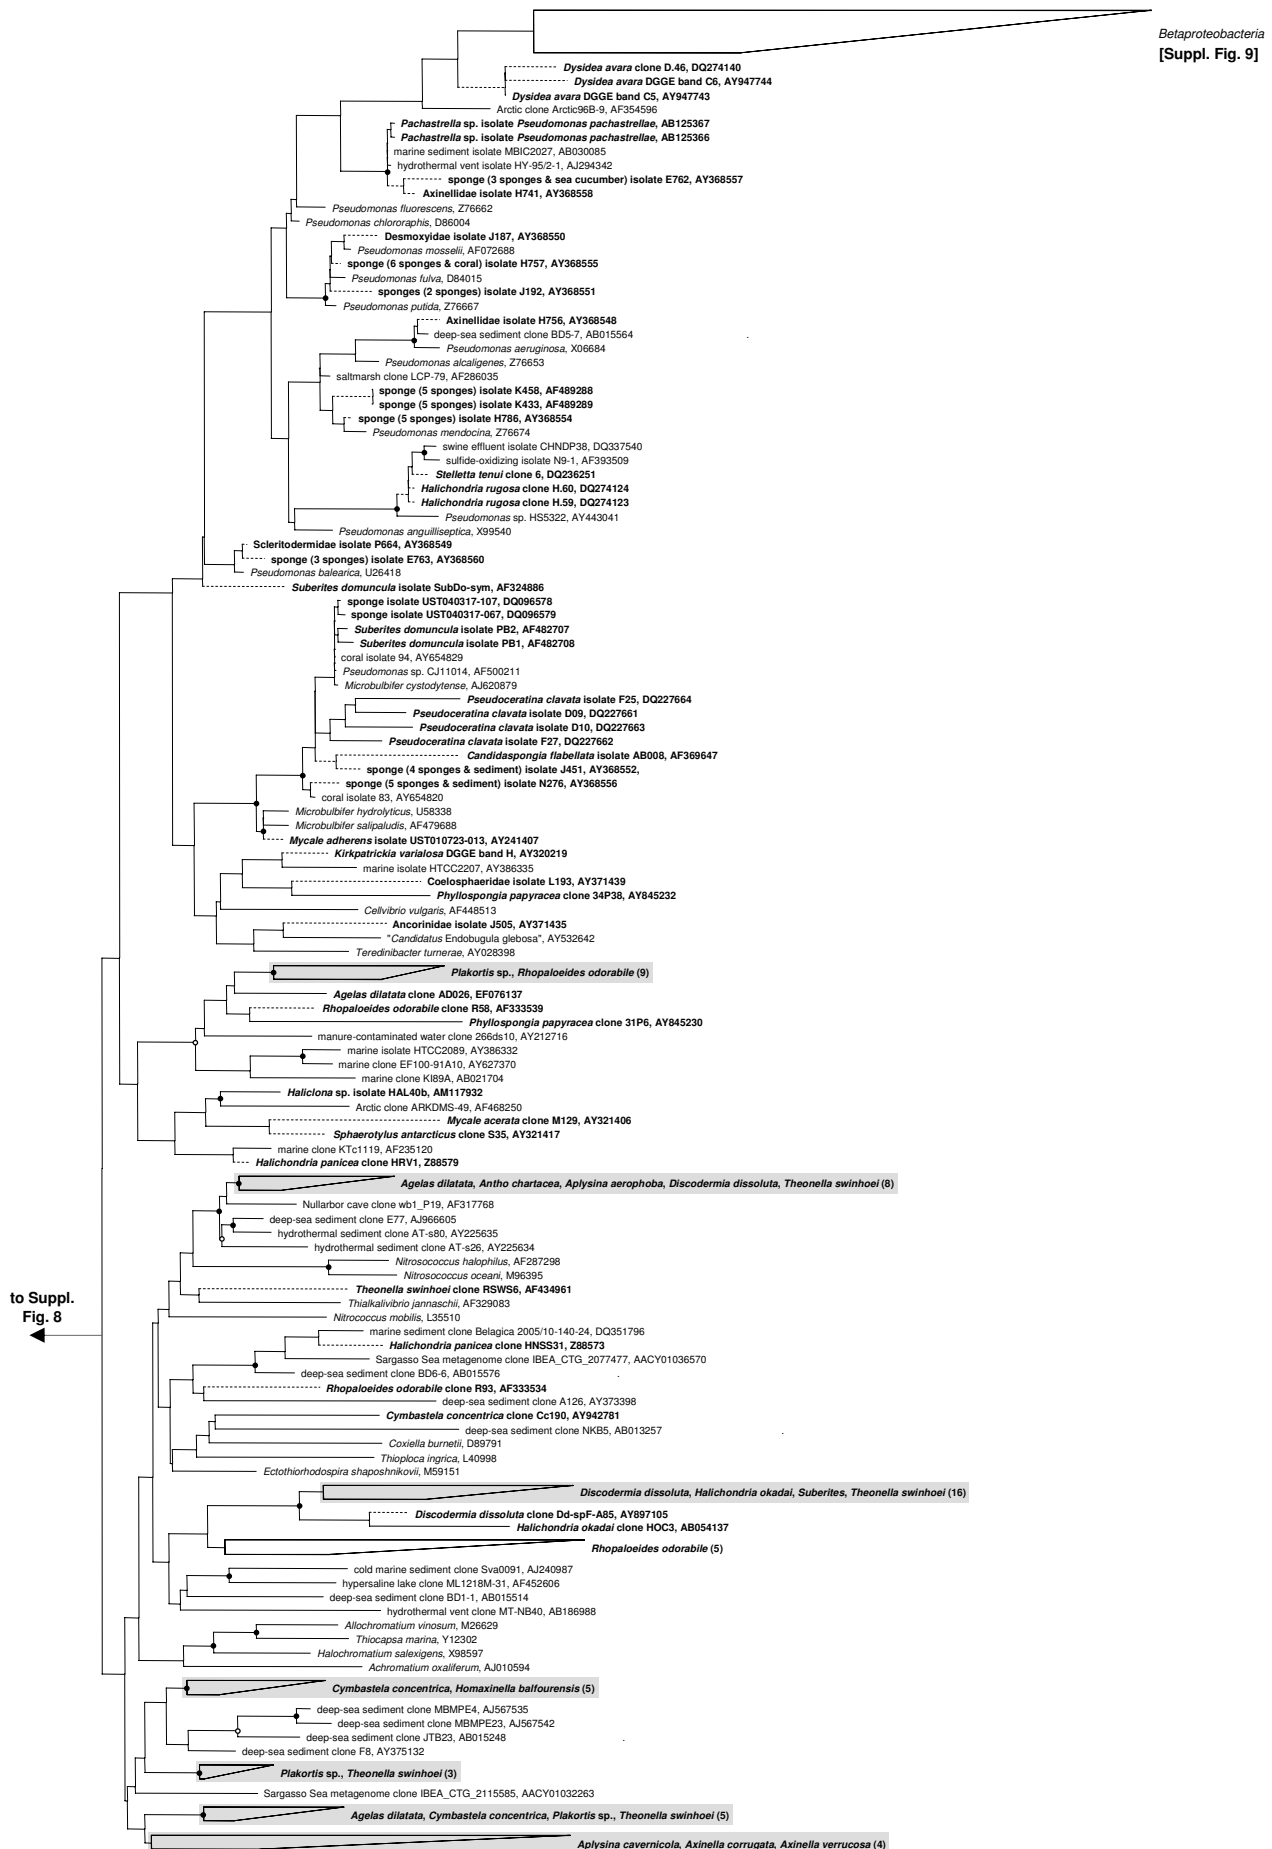 Betaproteobacteria
[Suppl. Fig. 9]
Dysidea avara clone D.46, DQ274140
Dysidea avara DGGE band C6, AY947744
Dysidea avara DGGE band C5, AY947743
Arctic clone Arctic96B-9, AF354596
Pachastrella sp. isolate Pseudomonas pachastrellae, AB125367
Pachastrella sp. isolate Pseudomonas pachastrellae, AB125366
marine sediment isolate MBIC2027, AB030085
hydrothermal vent isolate HY-95/2-1, AJ294342
sponge (3 sponges & sea cucumber) isolate E762, AY368557
Axinellidae isolate H741, AY368558
Pseudomonas fluorescens, Z76662
Pseudomonas chlororaphis, D86004
Desmoxyidae isolate J187, AY368550
Pseudomonas mosselii, AF072688
sponge (6 sponges & coral) isolate H757, AY368555
Pseudomonas fulva, D84015
sponges (2 sponges) isolate J192, AY368551
Pseudomonas putida, Z76667
Axinellidae isolate H756, AY368548
deep-sea sediment clone BD5-7, AB015564
Pseudomonas aeruginosa, X06684
Pseudomonas alcaligenes, Z76653
saltmarsh clone LCP-79, AF286035
sponge (5 sponges) isolate K458, AF489288
sponge (5 sponges) isolate K433, AF489289
sponge (5 sponges) isolate H786, AY368554
Pseudomonas mendocina, Z76674
swine effluent isolate CHNDP38, DQ337540
sulfide-oxidizing isolate N9-1, AF393509
Stelletta tenui clone 6, DQ236251
Halichondria rugosa clone H.60, DQ274124
Halichondria rugosa clone H.59, DQ274123
Pseudomonas sp. HS5322, AY443041
Pseudomonas anguilliseptica, X99540
Scleritodermidae isolate P664, AY368549
sponge (3 sponges) isolate E763, AY368560
Pseudomonas balearica, U26418
Suberites domuncula isolate SubDo-sym, AF324886
sponge isolate UST040317-107, DQ096578
sponge isolate UST040317-067, DQ096579
Suberites domuncula isolate PB2, AF482707
Suberites domuncula isolate PB1, AF482708
coral isolate 94, AY654829
Pseudomonas sp. CJ11014, AF500211
Microbulbifer cystodytense, AJ620879
Pseudoceratina clavata isolate F25, DQ227664
Pseudoceratina clavata isolate D09, DQ227661
Pseudoceratina clavata isolate D10, DQ227663
Pseudoceratina clavata isolate F27, DQ227662
Candidaspongia flabellata isolate AB008, AF369647
sponge (4 sponges & sediment) isolate J451, AY368552,
sponge (5 sponges & sediment) isolate N276, AY368556
coral isolate 83, AY654820
Microbulbifer hydrolyticus, U58338
Microbulbifer salipaludis, AF479688
Mycale adherens isolate UST010723-013, AY241407
Kirkpatrickia varialosa DGGE band H, AY320219
marine isolate HTCC2207, AY386335
Coelosphaeridae isolate L193, AY371439
Phyllospongia papyracea clone 34P38, AY845232
Cellvibrio vulgaris, AF448513
Ancorinidae isolate J505, AY371435
"Candidatus Endobugula glebosa", AY532642
Teredinibacter turnerae, AY028398
Plakortis sp., Rhopaloeides odorabile (9)
Agelas dilatata clone AD026, EF076137
Rhopaloeides odorabile clone R58, AF333539
Phyllospongia papyracea clone 31P6, AY845230
manure-contaminated water clone 266ds10, AY212716
marine isolate HTCC2089, AY386332
marine clone EF100-91A10, AY627370
marine clone KI89A, AB021704
Haliclona sp. isolate HAL40b, AM117932
Arctic clone ARKDMS-49, AF468250
Mycale acerata clone M129, AY321406
Sphaerotylus antarcticus clone S35, AY321417
marine clone KTc1119, AF235120
Halichondria panicea clone HRV1, Z88579
Agelas dilatata, Antho chartacea, Aplysina aerophoba, Discodermia dissoluta, Theonella swinhoei (8)
Nullarbor cave clone wb1_P19, AF317768
deep-sea sediment clone E77, AJ966605
hydrothermal sediment clone AT-s80, AY225635
hydrothermal sediment clone AT-s26, AY225634
Nitrosococcus halophilus, AF287298
Nitrosococcus oceani, M96395
Theonella swinhoei clone RSWS6, AF434961
Thialkalivibrio jannaschii, AF329083
Nitrococcus mobilis, L35510
to Suppl.
Fig. 8
marine sediment clone Belagica 2005/10-140-24, DQ351796
Halichondria panicea clone HNSS31, Z88573
Sargasso Sea metagenome clone IBEA_CTG_2077477, AACY01036570
deep-sea sediment clone BD6-6, AB015576
Rhopaloeides odorabile clone R93, AF333534
deep-sea sediment clone A126, AY373398
Cymbastela concentrica clone Cc190, AY942781
deep-sea sediment clone NKB5, AB013257
Coxiella burnetii, D89791
Thioploca ingrica, L40998
Ectothiorhodospira shaposhnikovii, M59151
Discodermia dissoluta, Halichondria okadai, Suberites, Theonella swinhoei (16)
Discodermia dissoluta clone Dd-spF-A85, AY897105
Halichondria okadai clone HOC3, AB054137
Rhopaloeides odorabile (5)
cold marine sediment clone Sva0091, AJ240987
hypersaline lake clone ML1218M-31, AF452606
deep-sea sediment clone BD1-1, AB015514
hydrothermal vent clone MT-NB40, AB186988
Allochromatium vinosum, M26629
Thiocapsa marina, Y12302
Halochromatium salexigens, X98597
Achromatium oxaliferum, AJ010594
Cymbastela concentrica, Homaxinella balfourensis (5)
deep-sea sediment clone MBMPE4, AJ567535
deep-sea sediment clone MBMPE23, AJ567542
deep-sea sediment clone JTB23, AB015248
deep-sea sediment clone F8, AY375132
Plakortis sp., Theonella swinhoei (3)
Sargasso Sea metagenome clone IBEA_CTG_2115585, AACY01032263
Agelas dilatata, Cymbastela concentrica, Plakortis sp., Theonella swinhoei (5)
Aplysina cavernicola, Axinella corrugata, Axinella verrucosa (4)